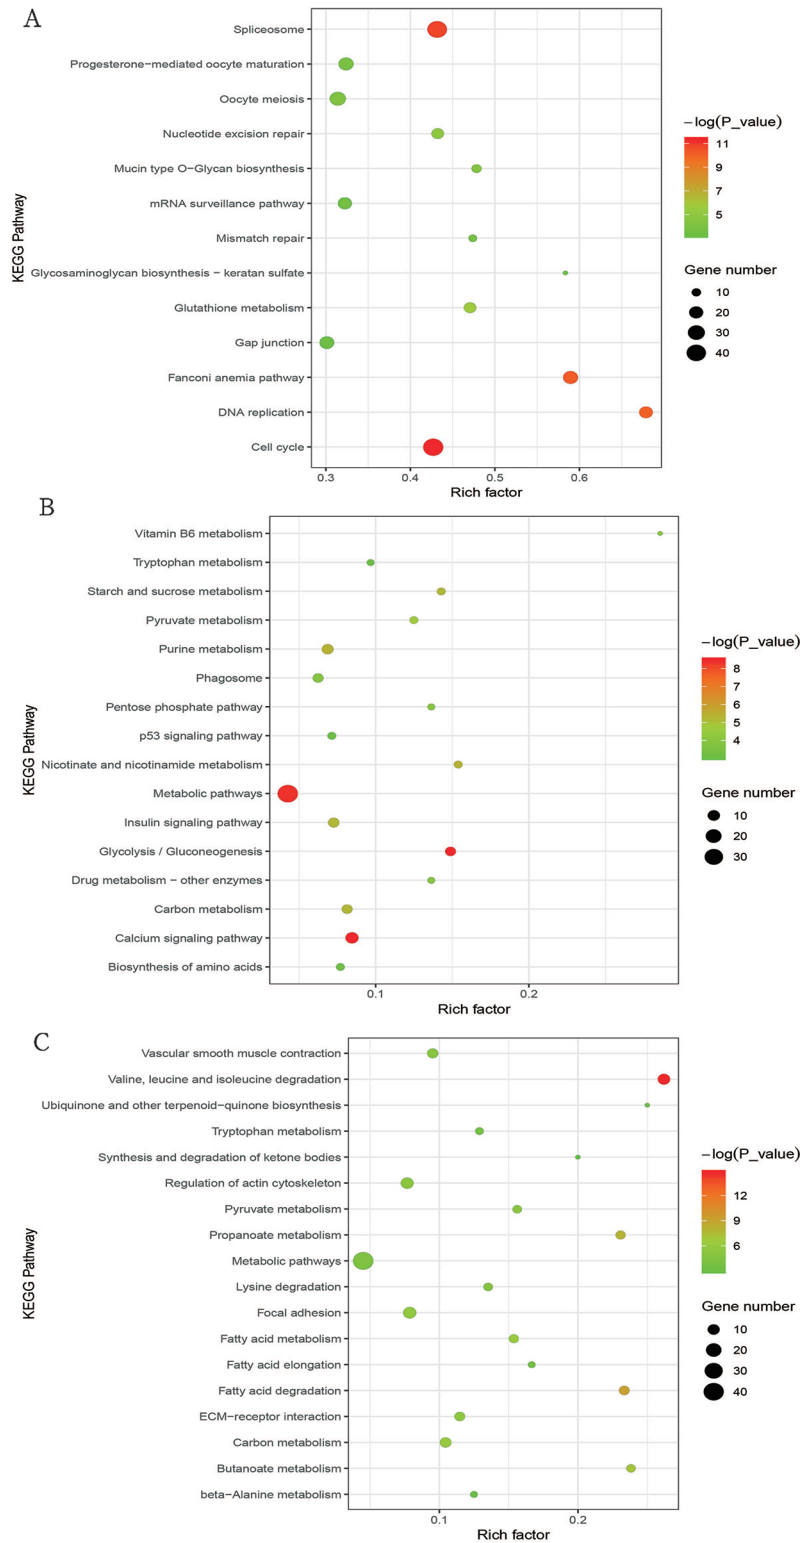 A
KEGG Pathway
Spliceosome
Progesterone−mediated oocyte maturation
Oocyte meiosis
Nucleotide excision repair
Mucin type O−Glycan biosynthesis
mRNA surveillance pathway
Mismatch repair
Glycosaminoglycan biosynthesis − keratan sulfate
Glutathione metabolism
Gap junction
Fanconi anemia pathway
DNA replication
Cell cycle
0.3 0.4 0.5 0.6
Rich factor
−log(P_value)
11
9
7
5
Gene number
10
20
30
40
B
KEGG Pathway
Vitamin B6 metabolism
Tryptophan metabolism
Starch and sucrose metabolism
Pyruvate metabolism
Purine metabolism
Phagosome
Pentose phosphate pathway
p53 signaling pathway
Nicotinate and nicotinamide metabolism
Metabolic pathways
Insulin signaling pathway
Glycolysis / Gluconeogenesis
Drug metabolism − other enzymes
Carbon metabolism
Calcium signaling pathway
Biosynthesis of amino acids
0.1 0.2
Rich factor
−log(P_value)
8
7
6
5
4
Gene number
10
20
30
C
KEGG Pathway
Vascular smooth muscle contraction
Valine, leucine and isoleucine degradation
Ubiquinone and other terpenoid−quinone biosynthesis
Tryptophan metabolism
Synthesis and degradation of ketone bodies
Regulation of actin cytoskeleton
Pyruvate metabolism
Propanoate metabolism
Metabolic pathways
Lysine degradation
Focal adhesion
Fatty acid metabolism
Fatty acid elongation
Fatty acid degradation
ECM−receptor interaction
Carbon metabolism
Butanoate metabolism
beta−Alanine metabolism
0.1 0.2
Rich factor
−log(P_value)
12
9
6
Gene number
10
20
30
40